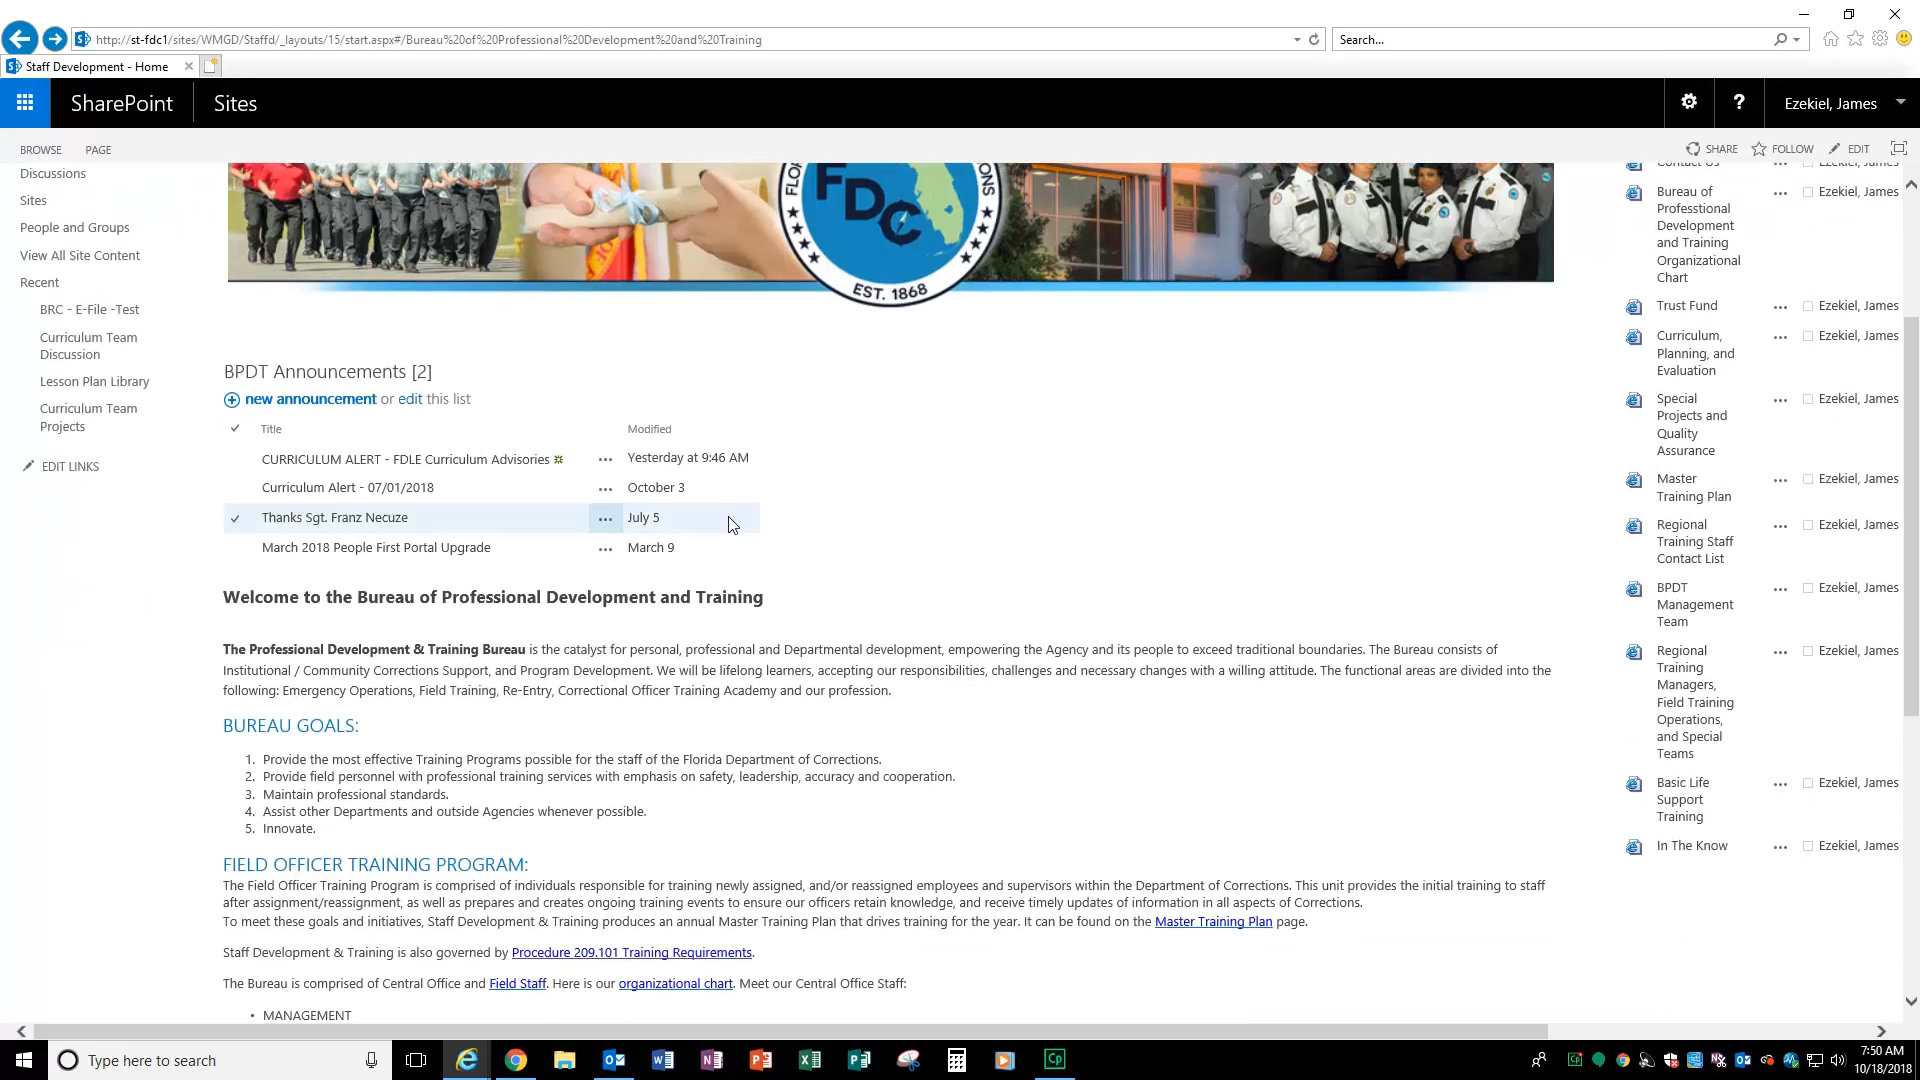 http://st-fdc1/sites/WMGD/Staffd/_layouts/15/start.aspx#/Bureau%20of%20Professional%20Development%20and%20Training
Search...
Staff Development - Home
SharePoint
Sites
?
Ezekiel, James
BROWSE
PAGE
SHARE
FOLLOW
EDIT
Discussions
Sites
People and Groups
View All Site Content
Recent
BRC - E-File -Test
Curriculum Team
Discussion
Lesson Plan Library
Curriculum Team
Projects
EDIT LINKS
FDC
EST. 1868
BPDT Announcements [2]
new announcement or edit this list
Title
Modified
CURRICULUM ALERT - FDLE Curriculum Advisories
Yesterday at 9:46 AM
Curriculum Alert - 07/01/2018
October 3
Thanks Sgt. Franz Necuze
July 5
March 2018 People First Portal Upgrade
March 9
Welcome to the Bureau of Professional Development and Training
The Professional Development & Training Bureau is the catalyst for personal, professional and Departmental development, empowering the Agency and its people to exceed traditional boundaries. The Bureau consists of
Institutional / Community Corrections Support, and Program Development. We will be lifelong learners, accepting our responsibilities, challenges and necessary changes with a willing attitude. The functional areas are divided into the
following: Emergency Operations, Field Training, Re-Entry, Correctional Officer Training Academy and our profession.
BUREAU GOALS:
1. Provide the most effective Training Programs possible for the staff of the Florida Department of Corrections.
2. Provide field personnel with professional training services with emphasis on safety, leadership, accuracy and cooperation.
3. Maintain professional standards.
4. Assist other Departments and outside Agencies whenever possible.
5. Innovate.
FIELD OFFICER TRAINING PROGRAM:
The Field Officer Training Program is comprised of individuals responsible for training newly assigned, and/or reassigned employees and supervisors within the Department of Corrections. This unit provides the initial training to staff
after assignment/reassignment, as well as prepares and creates ongoing training events to ensure our officers retain knowledge, and receive timely updates of information in all aspects of Corrections.
To meet these goals and initiatives, Staff Development & Training produces an annual Master Training Plan that drives training for the year. It can be found on the Master Training Plan page.
Staff Development & Training is also governed by Procedure 209.101 Training Requirements.
The Bureau is comprised of Central Office and Field Staff. Here is our organizational chart. Meet our Central Office Staff:
• MANAGEMENT
Contact Us
Ezekiel, James
Bureau of
Professtional
Development
and Training
Organizational
Chart
Ezekiel, James
Trust Fund
Ezekiel, James
Curriculum,
Planning, and
Evaluation
Ezekiel, James
Special
Projects and
Quality
Assurance
Ezekiel, James
Master
Training Plan
Ezekiel, James
Regional
Training Staff
Contact List
Ezekiel, James
BPDT
Management
Team
Ezekiel, James
Regional
Training
Managers,
Field Training
Operations,
and Special
Teams
Ezekiel, James
Basic Life
Support
Training
Ezekiel, James
In The Know
Ezekiel, James
Type here to search
7:50 AM
10/18/2018